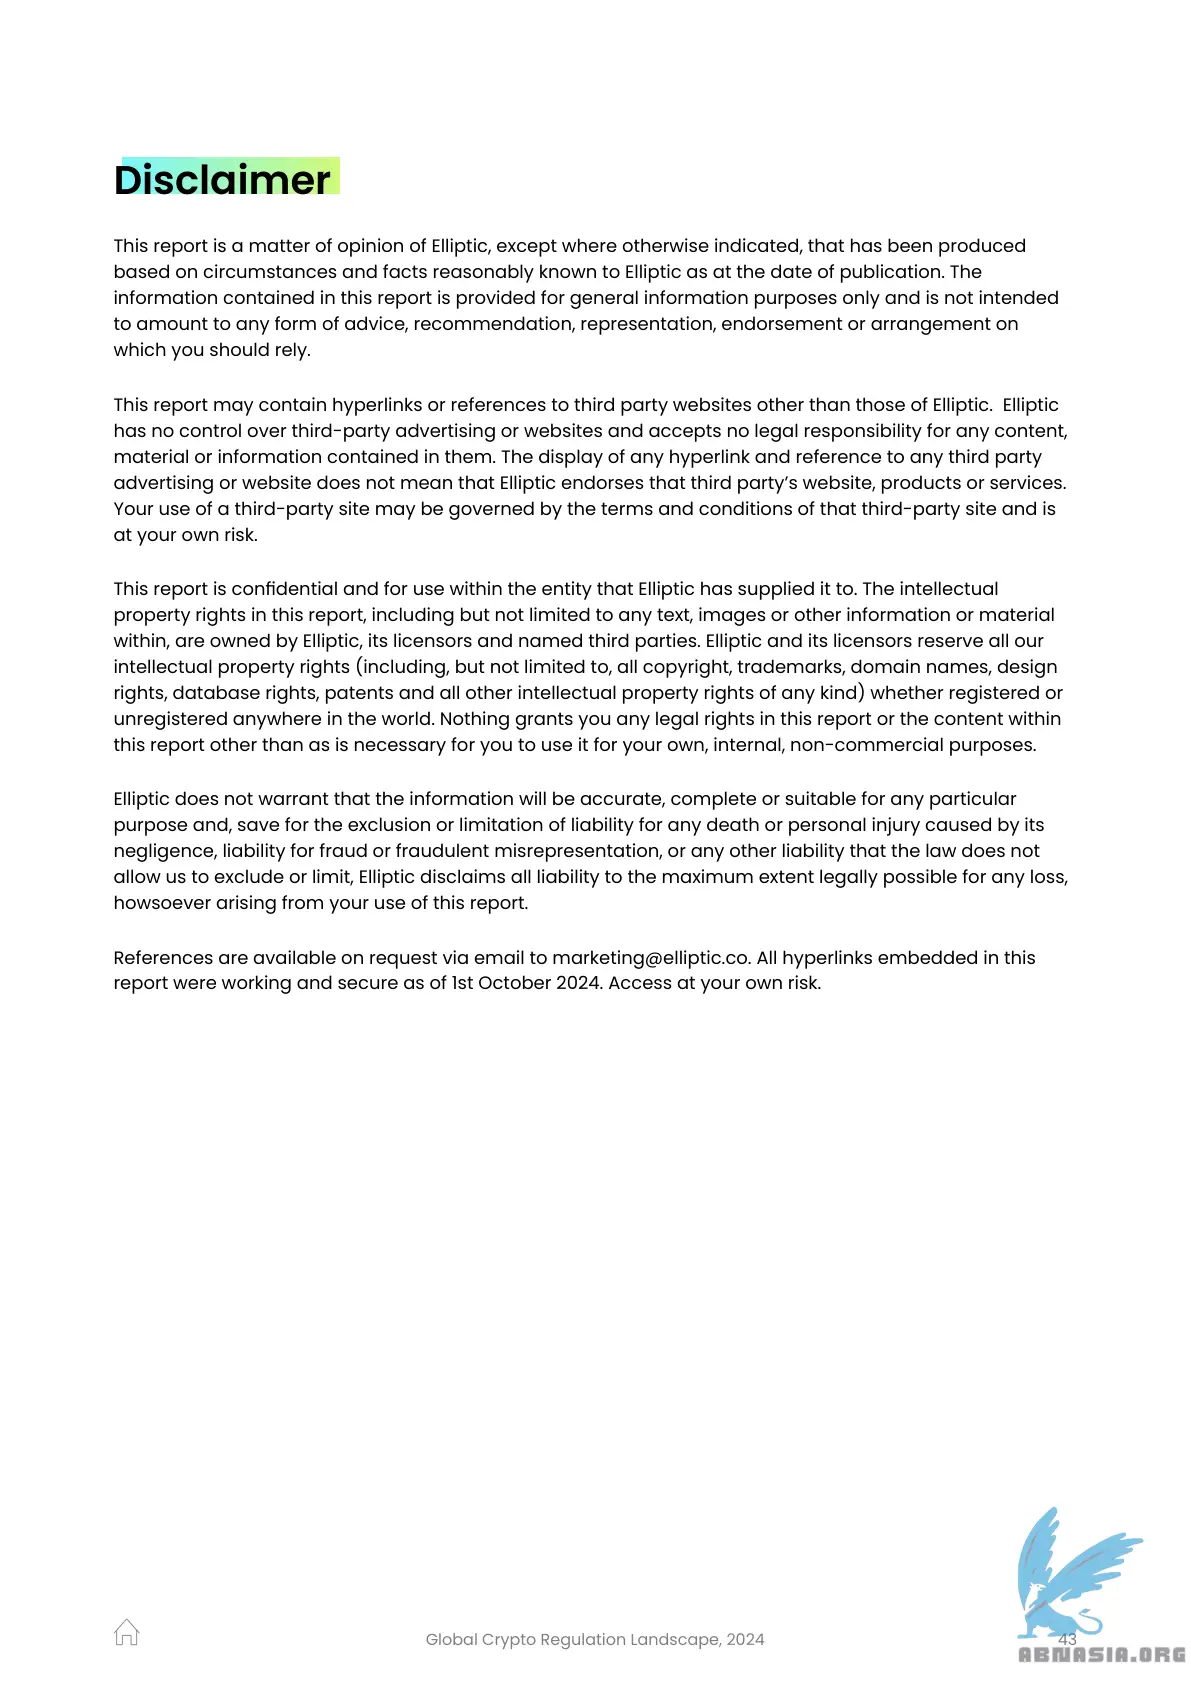 Disclaimer
This report is a matter of opinion of Elliptic, except where otherwise indicated, that has been produced
based on circumstances and facts reasonably known to Elliptic as at the date of publication. The
information contained in this report is provided for general information purposes only and is not intended
to amount to any form of advice, recommendation, representation, endorsement or arrangement on
which you should rely.
This report may contain hyperlinks or references to third party websites other than those of Elliptic.  Elliptic
has no control over third-party advertising or websites and accepts no legal responsibility for any content,
material or information contained in them. The display of any hyperlink and reference to any third party
advertising or website does not mean that Elliptic endorses that third party’s website, products or services.
Your use of a third-party site may be governed by the terms and conditions of that third-party site and is
at your own risk.
This report is confidential and for use within the entity that Elliptic has supplied it to. The intellectual
property rights in this report, including but not limited to any text, images or other information or material
within, are owned by Elliptic, its licensors and named third parties. Elliptic and its licensors reserve all our
intellectual property rights (including, but not limited to, all copyright, trademarks, domain names, design
rights, database rights, patents and all other intellectual property rights of any kind) whether registered or
unregistered anywhere in the world. Nothing grants you any legal rights in this report or the content within
this report other than as is necessary for you to use it for your own, internal, non-commercial purposes.
Elliptic does not warrant that the information will be accurate, complete or suitable for any particular
purpose and, save for the exclusion or limitation of liability for any death or personal injury caused by its
negligence, liability for fraud or fraudulent misrepresentation, or any other liability that the law does not
allow us to exclude or limit, Elliptic disclaims all liability to the maximum extent legally possible for any loss,
howsoever arising from your use of this report.
References are available on request via email to marketing@elliptic.co. All hyperlinks embedded in this
report were working and secure as of 1st October 2024. Access at your own risk.
Global Crypto Regulation Landscape, 2024
43
ABNASIA.ORG